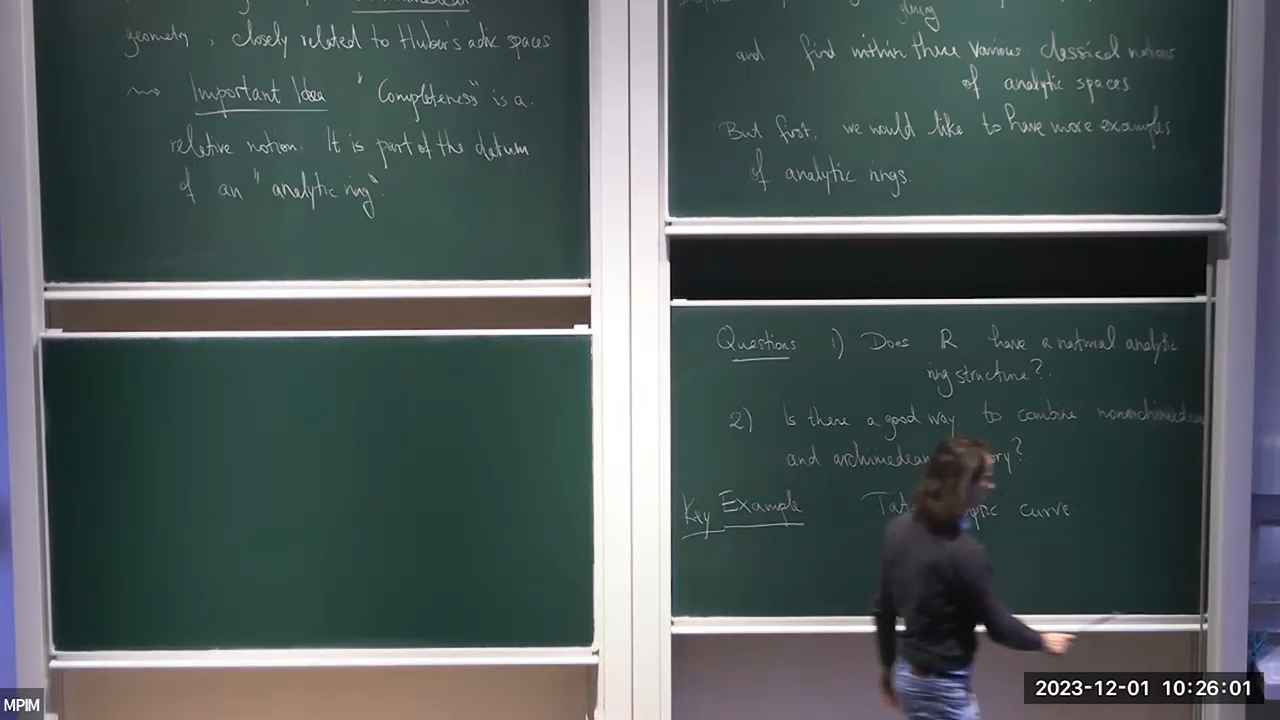 geometry, closely related to Huber's adic spaces
Important Idea "Completeness" is a
relative notion. It is part of the datum
of an "analytic ring".
gluing
and find within there various classical notions
of analytic spaces
But first, we would like to have more examples
of analytic rings.
Questions 1) Does R have a natural analytic
ring structure?
2) Is there a good way to combine nonarchimedean
and archimedean
Key Example curve
MPIM
2023-12-01 10:26:01